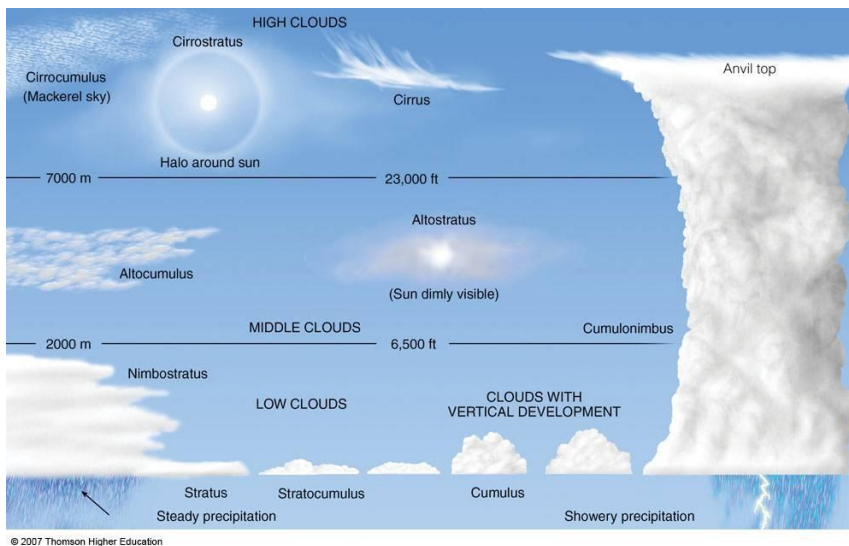 HIGH CLOUDS
Cirrostratus
Cirrocumulus
(Mackerel sky)
Cirrus
Anvil top
Halo around sun
7000 m
23,000 ft
Altostratus
Altocumulus
(Sun dimly visible)
MIDDLE CLOUDS
Cumulonimbus
2000 m
6,500 ft
Nimbostratus
LOW CLOUDS
CLOUDS WITH
VERTICAL DEVELOPMENT
Stratus
Stratocumulus
Cumulus
Steady precipitation
Showery precipitation
© 2007 Thomson Higher Education